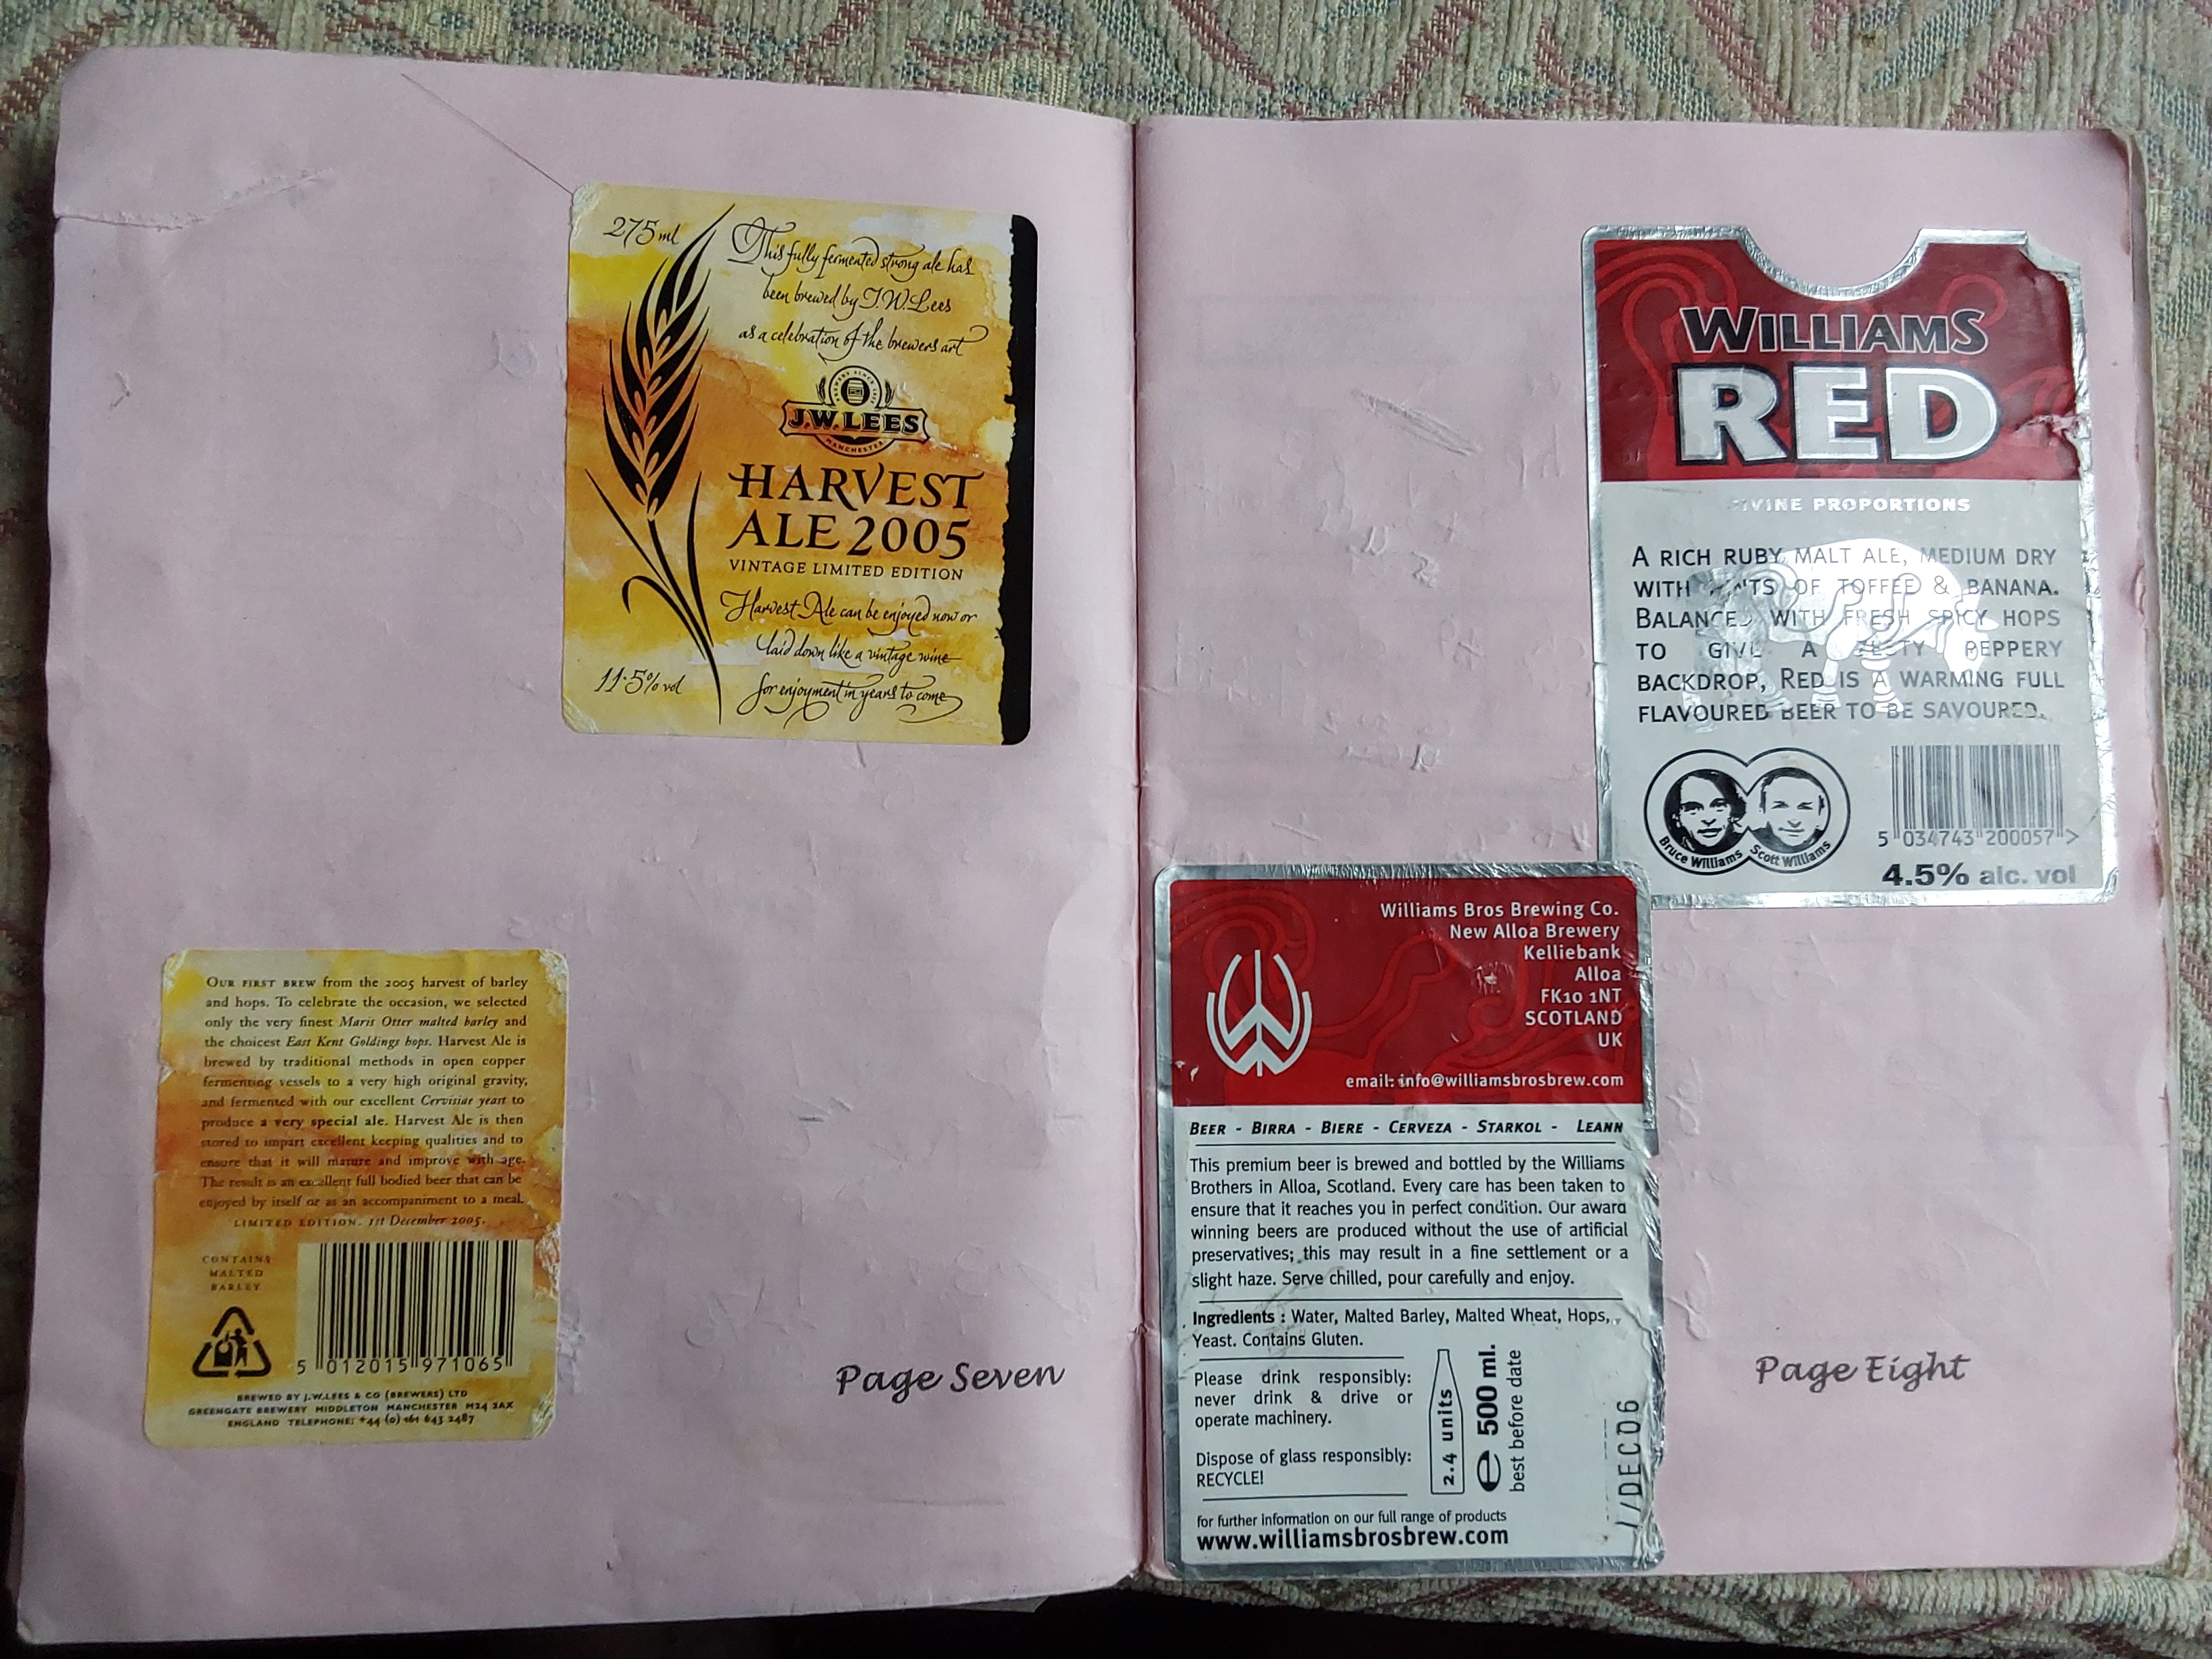 275 ml
This fully fermented strong ale has
been brewed by J.W. Lees
as a celebration of the brewers art
J.W. LEES
MANCHESTER
HARVEST
ALE 2005
VINTAGE LIMITED EDITION
Harvest Ale can be enjoyed now or
laid down like a vintage wine
for enjoyment in years to come
11.5% vol
OUR FIRST BREW from the 2005 harvest of barley
and hops. To celebrate the occasion, we selected
only the very finest Maris Otter malted barley and
the choicest East Kent Goldings hops. Harvest Ale is
brewed by traditional methods in open copper
fermenting vessels to a very high original gravity,
and fermented with our excellent Cervisiae yeast to
produce a very special ale. Harvest Ale is then
stored to impart excellent keeping qualities and to
ensure that it will mature and improve with age.
The result is an excellent full bodied beer that can be
enjoyed by itself or as an accompaniment to a meal.
LIMITED EDITION. 1st December 2005.
CONTAINS
MALTED
BARLEY
5 012015 971065
BREWED BY J.W.LEES & CO (BREWERS) LTD
GREENGATE BREWERY MIDDLETON MANCHESTER M24 2AX
ENGLAND TELEPHONE: +44 (0) 161 643 2487
Page Seven
WILLIAMS
RED
DIVINE PROPORTIONS
A RICH RUBY MALT ALE, MEDIUM DRY
WITH HINTS OF TOFFEE & BANANA.
BALANCED WITH FRESH SPICY HOPS
TO GIVE A ZESTY PEPPERY
BACKDROP, RED IS A WARMING FULL
FLAVOURED BEER TO BE SAVOURED.
Bruce Williams Scott Williams
5 034743 200057 >
4.5% alc. vol
Williams Bros Brewing Co.
New Alloa Brewery
Kelliebank
Alloa
FK10 1NT
SCOTLAND
UK
email: info@williamsbrosbrew.com
BEER - BIRRA - BIERE - CERVEZA - STARKOL - LEANN
This premium beer is brewed and bottled by the Williams
Brothers in Alloa, Scotland. Every care has been taken to
ensure that it reaches you in perfect condition. Our award
winning beers are produced without the use of artificial
preservatives; this may result in a fine settlement or a
slight haze. Serve chilled, pour carefully and enjoy.
Ingredients : Water, Malted Barley, Malted Wheat, Hops,
Yeast. Contains Gluten.
Please drink responsibly:
never drink & drive or
operate machinery.
Dispose of glass responsibly:
RECYCLE!
2.4 units
e 500 ml.
best before date
DEC06
for further information on our full range of products
www.williamsbrosbrew.com
Page Eight